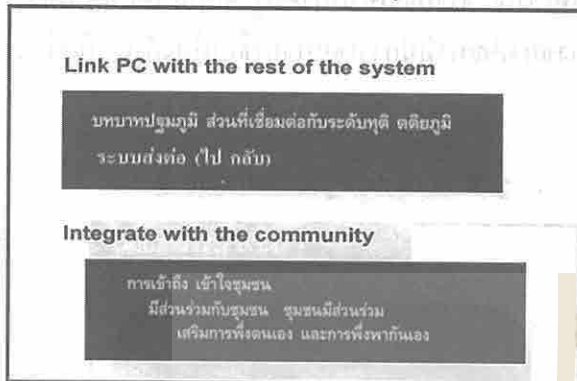 Link PC with the rest of the system
บทบาทปฐมภูมิ ส่วนที่เชื่อมต่อกับระดับทุติ ตติยภูมิ
ระบบส่งต่อ (ไป กลับ)
Integrate with the community
การเข้าถึง เข้าใจชุมชน
มีส่วนร่วมกับชุมชน ชุมชนมีส่วนร่วม
เสริมการพึ่งตนเอง และการพึ่งพากันเอง